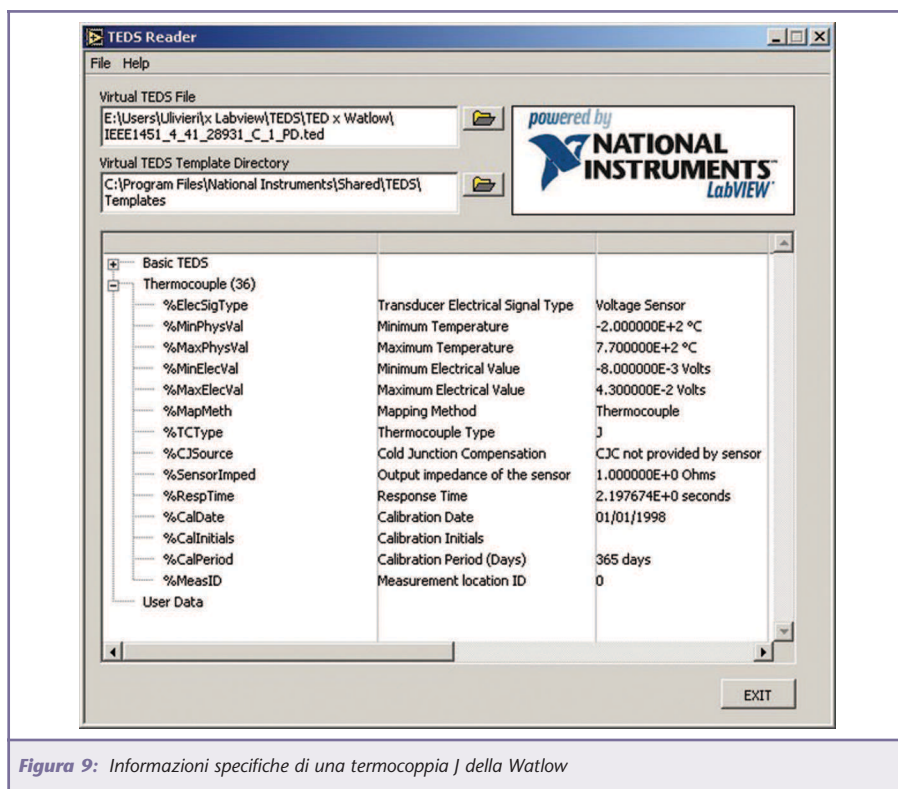 TEDS Reader
File Help
Virtual TEDS File
E:\Users\Ulivieri\x Labview\TEDS\TED x Watlow\
IEEE1451_4_41_28931_C_1_PD.ted
Virtual TEDS Template Directory
C:\Program Files\National Instruments\Shared\TEDS\
Templates
powered by
NATIONAL
INSTRUMENTS
LabVIEW
Basic TEDS
Thermocouple (36)
%ElecSigType Transducer Electrical Signal Type Voltage Sensor
%MinPhysVal Minimum Temperature -2.000000E+2 °C
%MaxPhysVal Maximum Temperature 7.700000E+2 °C
%MinElecVal Minimum Electrical Value -8.000000E-3 Volts
%MaxElecVal Maximum Electrical Value 4.300000E-2 Volts
%MapMeth Mapping Method Thermocouple
%TCType Thermocouple Type J
%CJSource Cold Junction Compensation CJC not provided by sensor
%SensorImped Output impedance of the sensor 1.000000E+0 Ohms
%RespTime Response Time 2.197674E+0 seconds
%CalDate Calibration Date 01/01/1998
%CalInitials Calibration Initials
%CalPeriod Calibration Period (Days) 365 days
%MeasID Measurement location ID 0
User Data
EXIT
Figura 9: Informazioni specifiche di una termocoppia J della Watlow